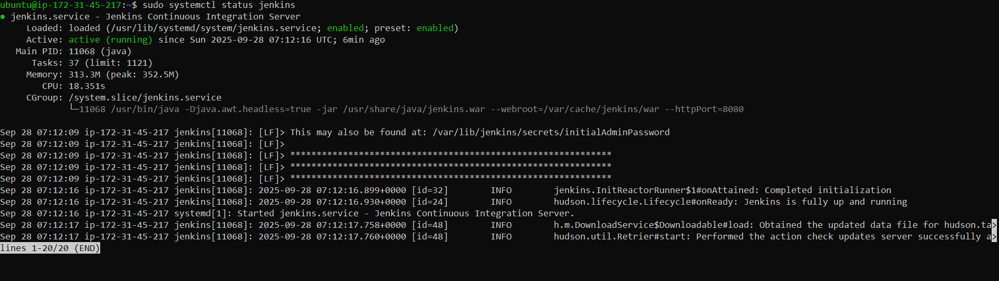 ubuntu@ip-172-31-45-217:~$ sudo systemctl status jenkins
● jenkins.service - Jenkins Continuous Integration Server
     Loaded: loaded (/usr/lib/systemd/system/jenkins.service; enabled; preset: enabled)
     Active: active (running) since Sun 2025-09-28 07:12:16 UTC; 6min ago
   Main PID: 11068 (java)
      Tasks: 37 (limit: 1121)
     Memory: 313.3M (peak: 352.5M)
        CPU: 18.351s
     CGroup: /system.slice/jenkins.service
             └─11068 /usr/bin/java -Djava.awt.headless=true -jar /usr/share/java/jenkins.war --webroot=/var/cache/jenkins/war --httpPort=8080
Sep 28 07:12:09 ip-172-31-45-217 jenkins[11068]: [LF]> This may also be found at: /var/lib/jenkins/secrets/initialAdminPassword
Sep 28 07:12:09 ip-172-31-45-217 jenkins[11068]: [LF]>
Sep 28 07:12:09 ip-172-31-45-217 jenkins[11068]: [LF]> *************************************************************
Sep 28 07:12:09 ip-172-31-45-217 jenkins[11068]: [LF]> *************************************************************
Sep 28 07:12:09 ip-172-31-45-217 jenkins[11068]: [LF]> *************************************************************
Sep 28 07:12:16 ip-172-31-45-217 jenkins[11068]: 2025-09-28 07:12:16.899+0000 [id=32]        INFO        jenkins.InitReactorRunner$1#onAttained: Completed initialization
Sep 28 07:12:16 ip-172-31-45-217 jenkins[11068]: 2025-09-28 07:12:16.930+0000 [id=24]        INFO        hudson.lifecycle.Lifecycle#onReady: Jenkins is fully up and running
Sep 28 07:12:16 ip-172-31-45-217 systemd[1]: Started jenkins.service - Jenkins Continuous Integration Server.
Sep 28 07:12:17 ip-172-31-45-217 jenkins[11068]: 2025-09-28 07:12:17.758+0000 [id=48]        INFO        h.m.DownloadService$Downloadable#load: Obtained the updated data file for hudson.ta>
Sep 28 07:12:17 ip-172-31-45-217 jenkins[11068]: 2025-09-28 07:12:17.760+0000 [id=48]        INFO        hudson.util.Retrier#start: Performed the action check updates server successfully a>
lines 1-20/20 (END)